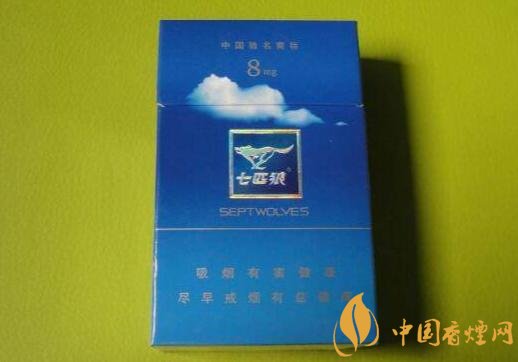 中国驰名商标
8mg
七匹狼®
SEPTWOLVES
吸烟有害健康
尽早戒烟有益健康
中国香烟网